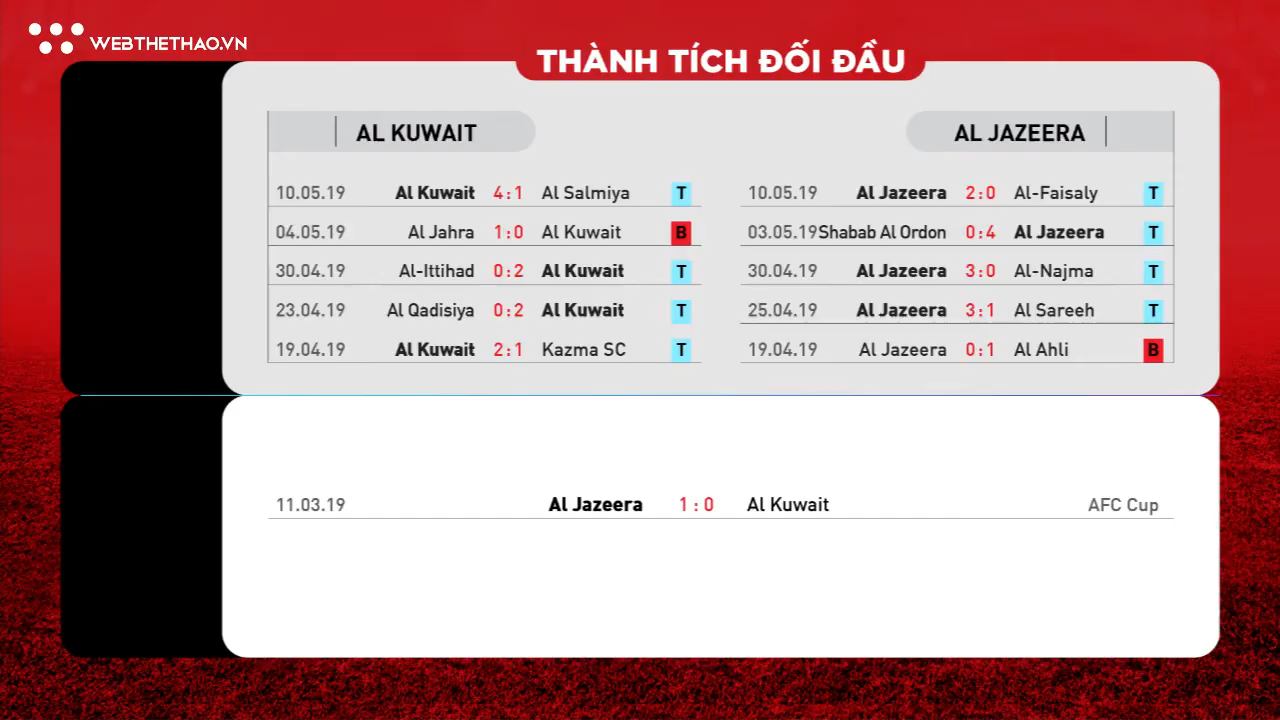 WEBTHETHAO.VN
THÀNH TÍCH ĐỐI ĐẦU
AL KUWAIT
10.05.19 Al Kuwait 4:1 Al Salmiya T
04.05.19 Al Jahra 1:0 Al Kuwait B
30.04.19 Al-Ittihad 0:2 Al Kuwait T
23.04.19 Al Qadisiya 0:2 Al Kuwait T
19.04.19 Al Kuwait 2:1 Kazma SC T
AL JAZEERA
10.05.19 Al Jazeera 2:0 Al-Faisaly T
03.05.19 Shabab Al Ordon 0:4 Al Jazeera T
30.04.19 Al Jazeera 3:0 Al-Najma T
25.04.19 Al Jazeera 3:1 Al Sareeh T
19.04.19 Al Jazeera 0:1 Al Ahli B
11.03.19 Al Jazeera 1:0 Al Kuwait AFC Cup